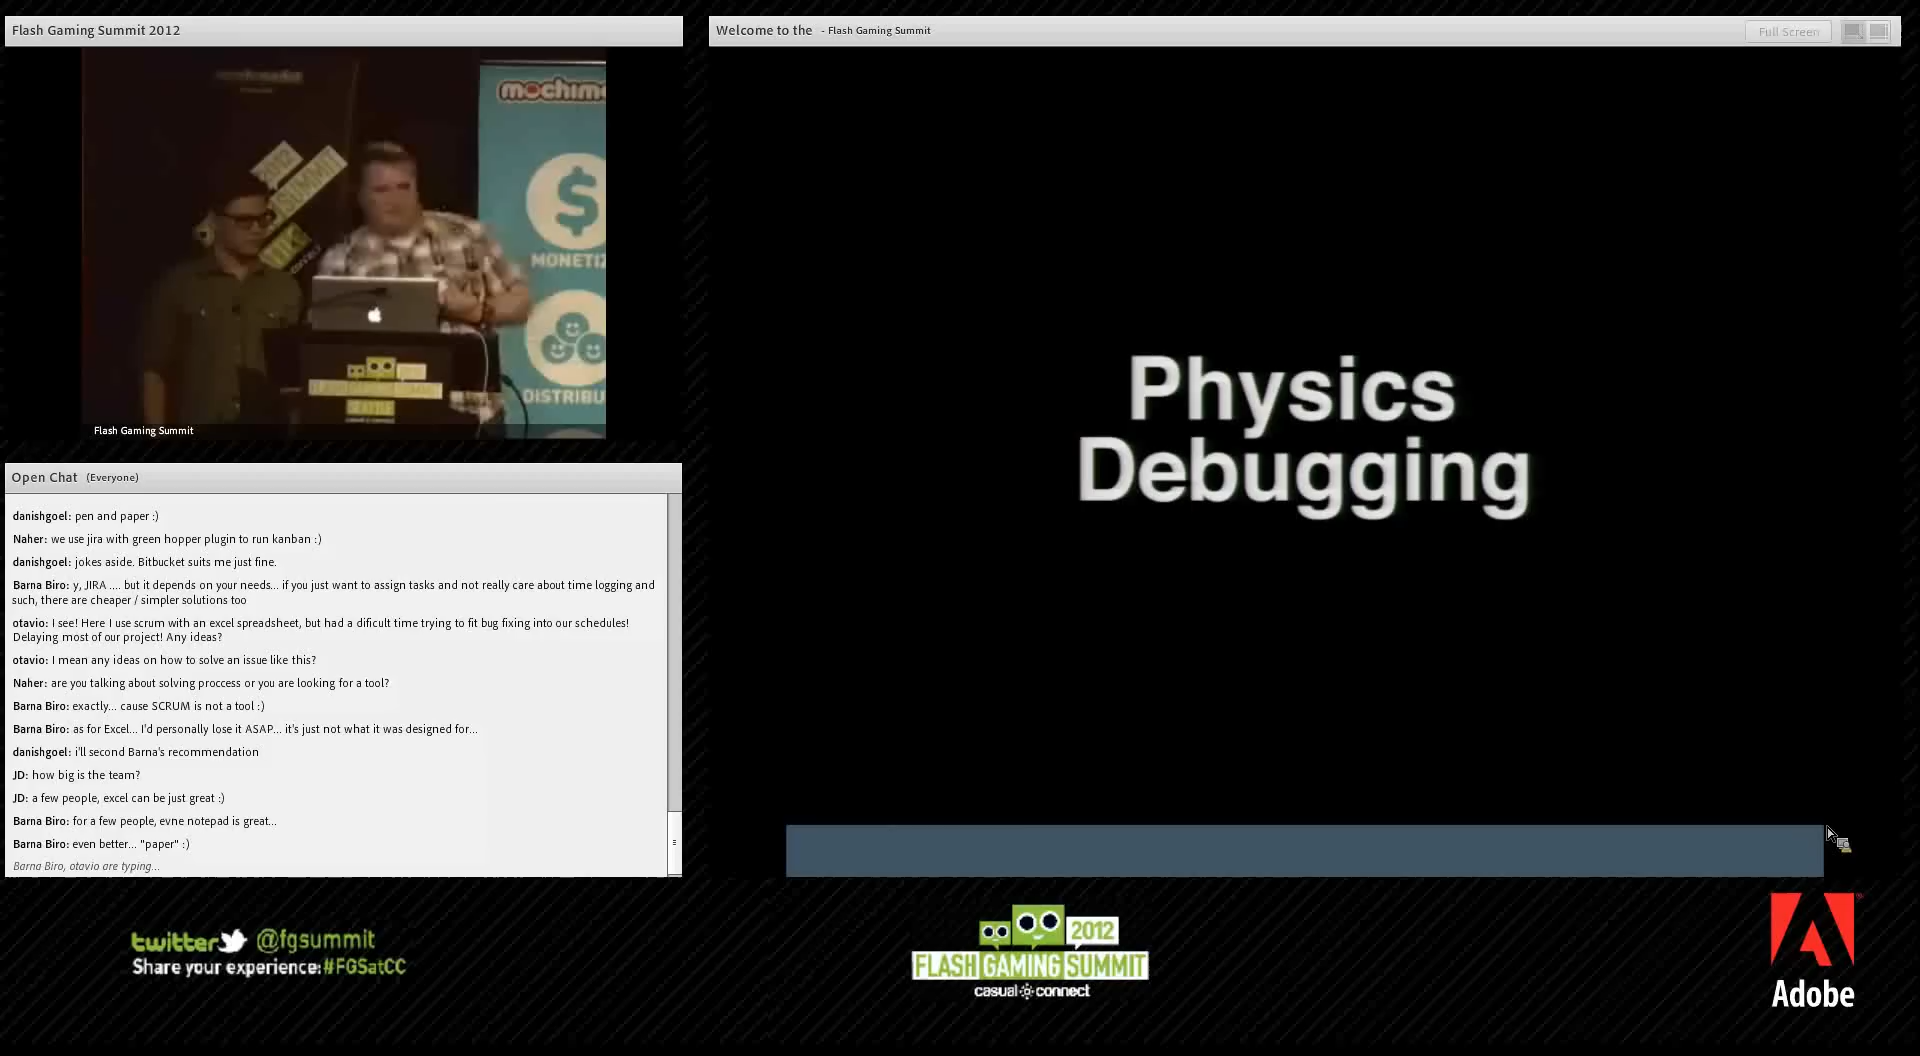 Flash Gaming Summit 2012
Welcome to the - Flash Gaming Summit
Full Screen
2012
SUMMIT
mochim
$
MONETIZ
DISTRIBU
2012
FLASH GAMING SUMMIT
SEATTLE
Flash Gaming Summit
Physics
Debugging
Open Chat (Everyone)
danishgoel: pen and paper :)
Naher: we use jira with green hopper plugin to run kanban :)
danishgoel: jokes aside. Bitbucket suits me just fine.
Barna Biro: y, JIRA .... but it depends on your needs... if you just want to assign tasks and not really care about time logging and
such, there are cheaper / simpler solutions too
otavio: I see! Here I use scrum with an excel spreadsheet, but had a dificult time trying to fit bug fixing into our schedules!
Delaying most of our project! Any ideas?
otavio: I mean any ideas on how to solve an issue like this?
Naher: are you talking about solving proccess or you are looking for a tool?
Barna Biro: exactly... cause SCRUM is not a tool :)
Barna Biro: as for Excel... I'd personally lose it ASAP... it's just not what it was designed for...
danishgoel: i'll second Barna's recommendation
JD: how big is the team?
JD: a few people, excel can be just great :)
Barna Biro: for a few people, evne notepad is great...
Barna Biro: even better... "paper" :)
Barna Biro, otavio are typing...
twitter @fgsummit
Share your experience: #FGSatCC
2012
FLASH GAMING SUMMIT
casual connect
Adobe